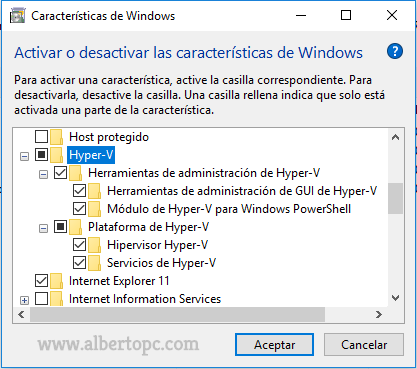 Características de Windows
Activar o desactivar las características de Windows
?
Para activar una característica, active la casilla correspondiente. Para
desactivarla, desactive la casilla. Una casilla rellena indica que solo está
activada una parte de la característica.
Host protegido
Hyper-V
Herramientas de administración de Hyper-V
Herramientas de administración de GUI de Hyper-V
Módulo de Hyper-V para Windows PowerShell
Plataforma de Hyper-V
Hipervisor Hyper-V
Servicios de Hyper-V
Internet Explorer 11
Internet Information Services
www.albertopc.com
Aceptar
Cancelar